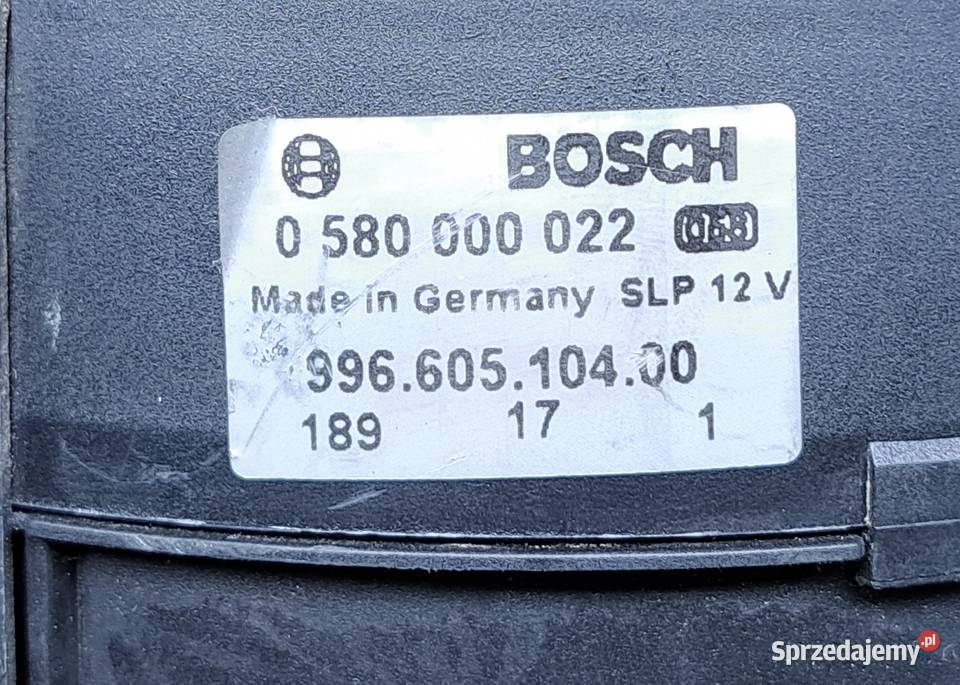 BOSCH
0 580 000 022
Made in Germany SLP 12 V
996.605.104.00
189 17 1
Sprzedajemy.pl